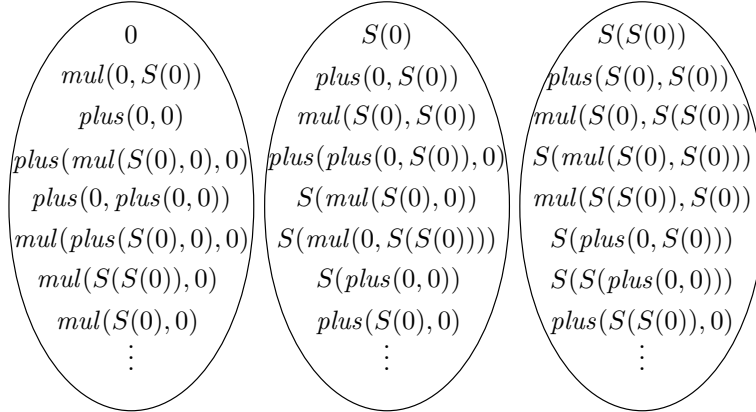 0
mul(0, S(0))
plus(0, 0)
plus(mul(S(0), 0), 0)
plus(0, plus(0, 0))
mul(plus(S(0), 0), 0)
mul(S(S(0)), 0)
mul(S(0), 0)
⋮
S(0)
plus(0, S(0))
mul(S(0), S(0))
plus(plus(0, S(0)), 0)
S(mul(S(0), 0))
S(mul(0, S(S(0))))
S(plus(0, 0))
plus(S(0), 0)
⋮
S(S(0))
plus(S(0), S(0))
mul(S(0), S(S(0)))
S(mul(S(0), S(0)))
mul(S(S(0)), S(0))
S(plus(0, S(0)))
S(S(plus(0, 0)))
plus(S(S(0)), 0)
⋮